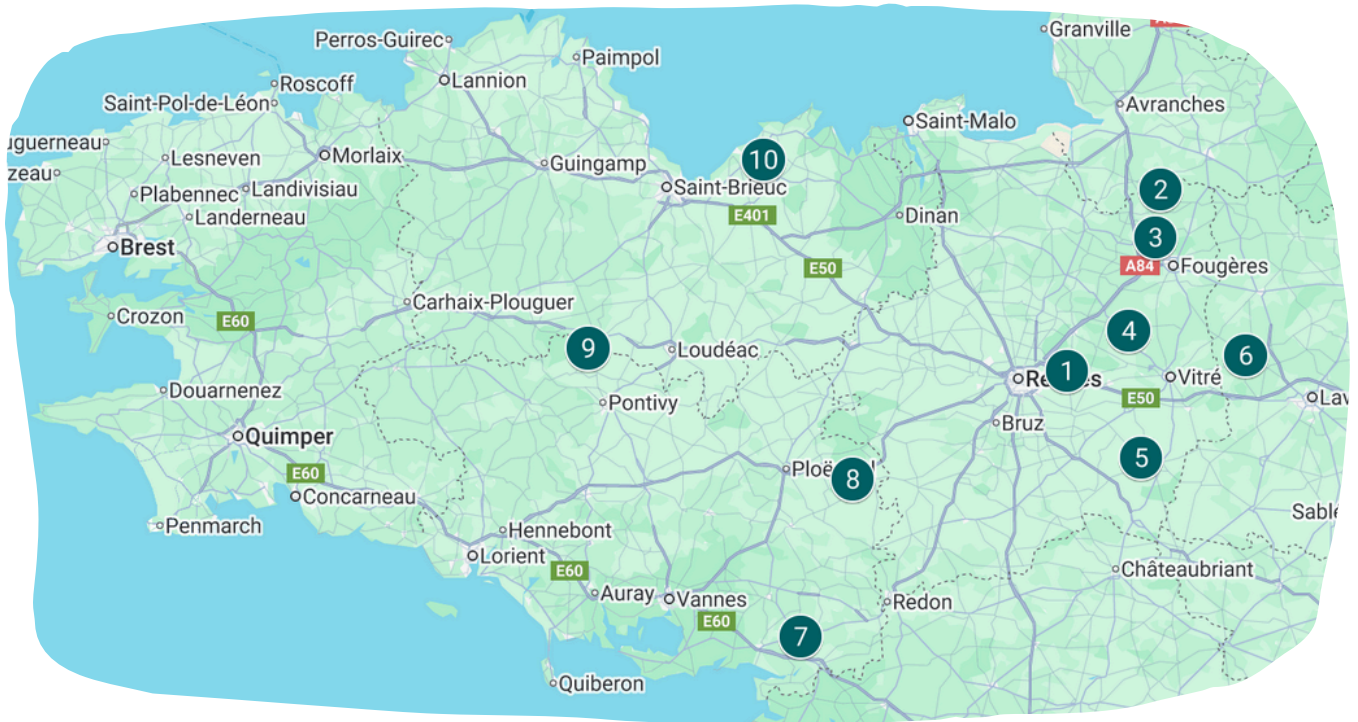 Granville
Perros-Guirec
Paimpol
Lannion
Roscoff
Saint-Pol-de-Léon
Avranches
Saint-Malo
uguerneau
Lesneven
Morlaix
Guingamp
10
zeau
Plabennec
Landivisiau
Saint-Brieuc
2
Landerneau
E401
Dinan
Brest
3
A84
Fougères
E50
Carhaix-Plouguer
Crozon
E60
4
9
Loudéac
6
1
Vitré
Douarnenez
E50
Lav
Pontivy
Bruz
Quimper
5
E60
8
Concarneau
Sablé
Penmarch
Hennebont
Lorient
E60
Châteaubriant
Auray
Vannes
Redon
E60
7
Quiberon